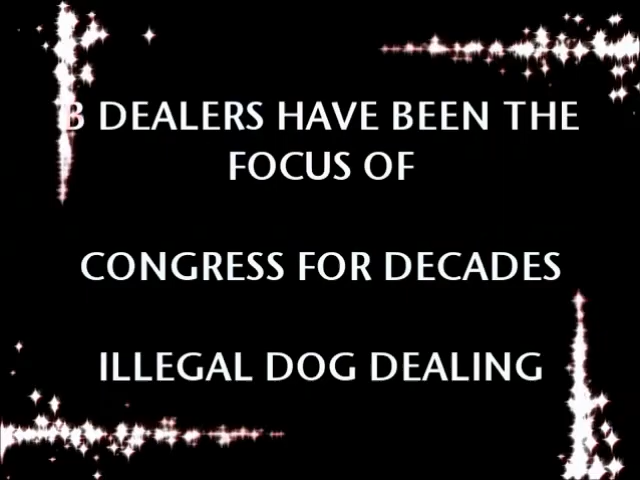 B DEALERS HAVE BEEN THE
FOCUS OF
CONGRESS FOR DECADES
ILLEGAL DOG DEALING